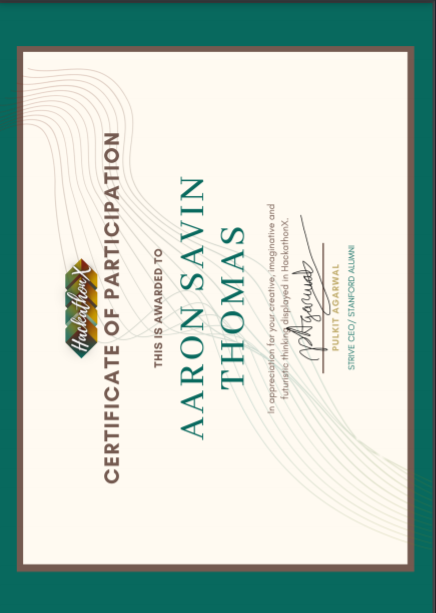 HackathonX
CERTIFICATE OF PARTICIPATION
THIS IS AWARDED TO
AARON SAVIN
THOMAS
In appreciation for your creative, imaginative and
futuristic thinking displayed in HackathonX.
PAgarwal
PULKIT AGARWAL
STRIVE CEO/ STANFORD ALUMNI